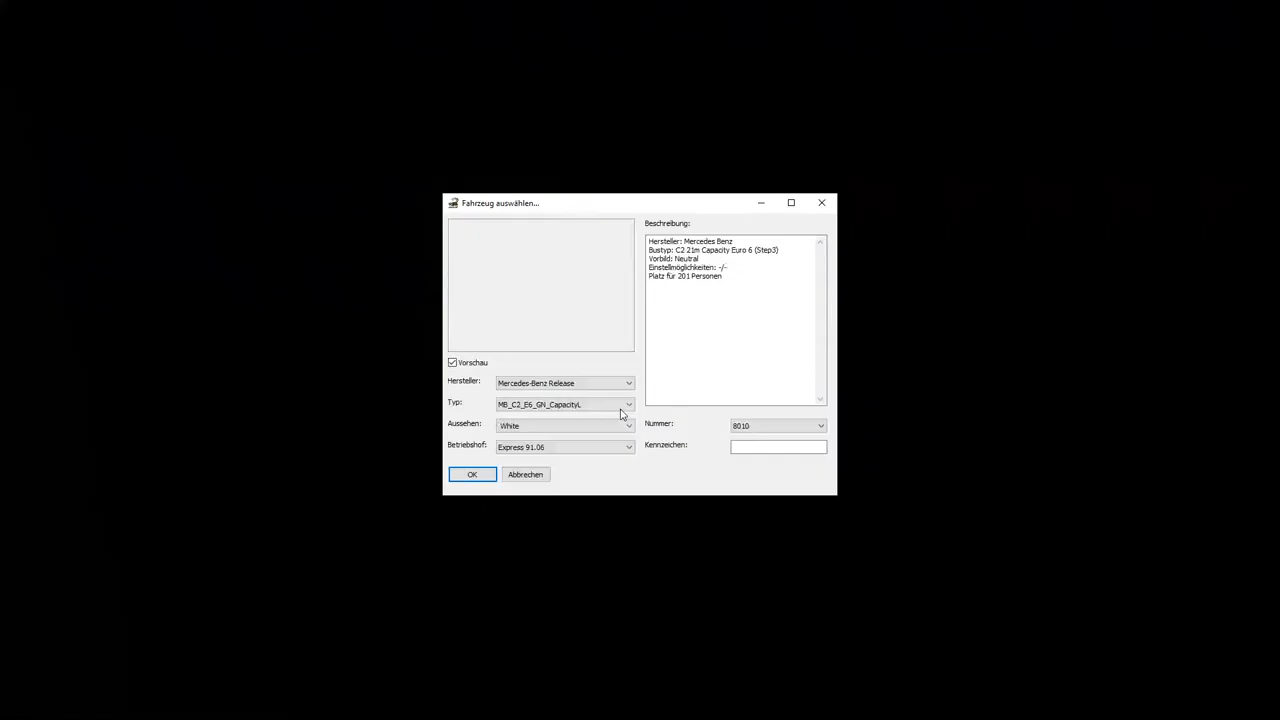 Fahrzeug auswählen...
Beschreibung:
Hersteller: Mercedes Benz
Bustyp: C2 21m Capacity Euro 6 (Step3)
Vorbild: Neutral
Einstellmöglichkeiten: -/-
Platz für 201 Personen
Vorschau
Hersteller: Mercedes-Benz Release
Typ: MB_C2_E6_GN_CapacityL
Aussehen: White
Nummer: 8010
Betriebshof: Express 91.06
Kennzeichen:
OK Abbrechen